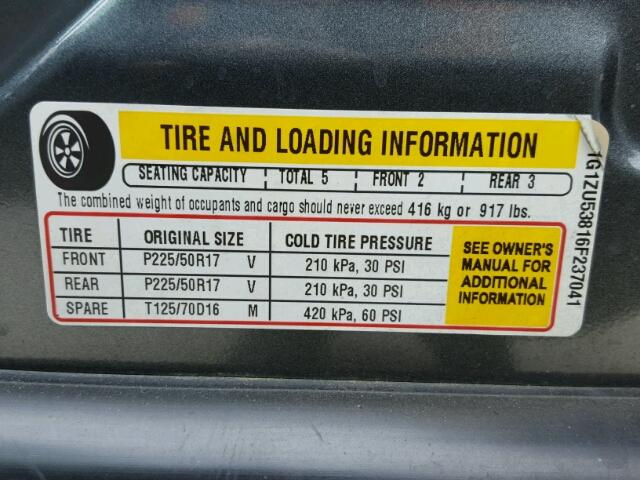 TIRE AND LOADING INFORMATION
SEATING CAPACITY TOTAL 5 FRONT 2 REAR 3
The combined weight of occupants and cargo should never exceed 416 kg or 917 lbs.
TIRE ORIGINAL SIZE COLD TIRE PRESSURE
FRONT P225/50R17 V 210 kPa, 30 PSI
REAR P225/50R17 V 210 kPa, 30 PSI
SPARE T125/70D16 M 420 kPa, 60 PSI
SEE OWNER'S
MANUAL FOR
ADDITIONAL
INFORMATION
1G1ZU53816F237041